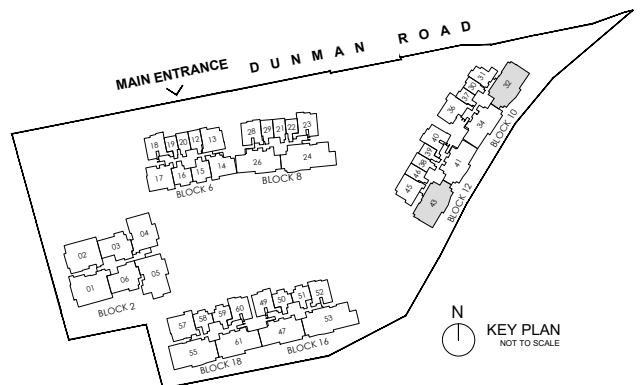 DUNMAN ROAD
MAIN ENTRANCE
18 19 20 12 13
17 16 15 14
BLOCK 6
28 29 21 22 23
26 24
BLOCK 8
31
30
37
36
32
34
BLOCK 10
40
39
38
46
45
41
43
BLOCK 12
02 03 04
01 06 05
BLOCK 2
57 58 59 60
55 61
BLOCK 18
49 50 51 52
47 53
BLOCK 16
N
KEY PLAN
NOT TO SCALE